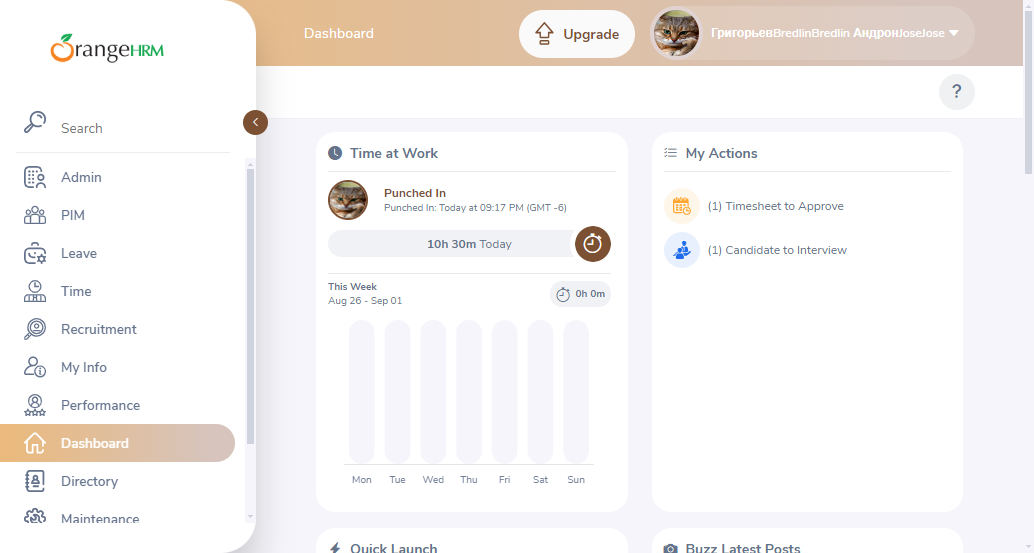 OrangeHRM
Dashboard
Upgrade
ГригорьевBredlinBredlin АндронJoseJose
?
Search
Admin
PIM
Leave
Time
Recruitment
My Info
Performance
Dashboard
Directory
Maintenance
Time at Work
Punched In
Punched In: Today at 09:17 PM (GMT -6)
10h 30m Today
This Week
Aug 26 - Sep 01
0h 0m
Mon Tue Wed Thu Fri Sat Sun
My Actions
(1) Timesheet to Approve
(1) Candidate to Interview
Quick Launch
Buzz Latest Posts